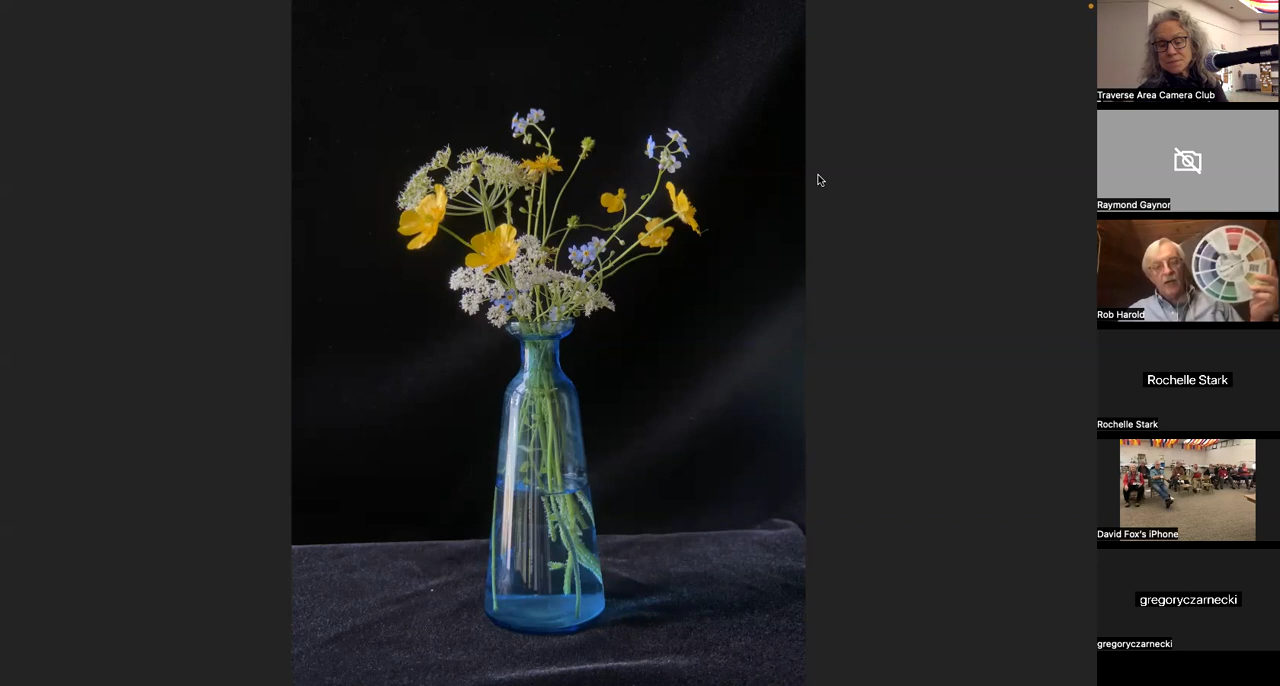 Traverse Area Camera Club
Raymond Gaynor
Rob Harold
Rochelle Stark
Rochelle Stark
David Fox's iPhone
gregoryczarnecki
gregoryczarnecki